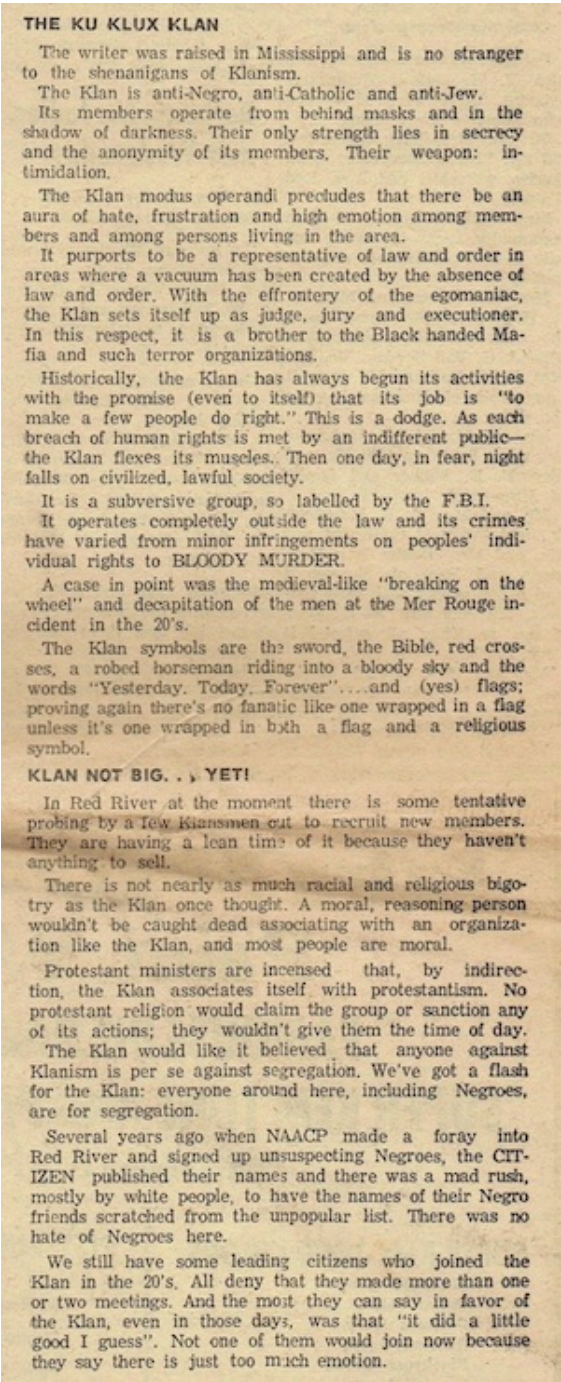 THE KU KLUX KLAN
The writer was raised in Mississippi and is no stranger
to the shenanigans of Klanism.
The Klan is anti-Negro, anti-Catholic and anti-Jew.
Its members operate from behind masks and in the
shadow of darkness. Their only strength lies in secrecy
and the anonymity of its members. Their weapon: in-
timidation.
The Klan modus operandi precludes that there be an
aura of hate, frustration and high emotion among mem-
bers and among persons living in the area.
It purports to be a representative of law and order in
areas where a vacuum has been created by the absence of
law and order. With the effrontery of the egomaniac,
the Klan sets itself up as judge, jury and executioner.
In this respect, it is a brother to the Black handed Ma-
fia and such terror organizations.
Historically, the Klan has always begun its activities
with the promise (even to itself) that its job is "to
make a few people do right." This is a dodge. As each
breach of human rights is met by an indifferent public—
the Klan flexes its muscles. Then one day, in fear, night
falls on civilized, lawful society.
It is a subversive group, so labelled by the F.B.I.
It operates completely outside the law and its crimes
have varied from minor infringements on peoples' indi-
vidual rights to BLOODY MURDER.
A case in point was the medieval-like "breaking on the
wheel" and decapitation of the men at the Mer Rouge in-
cident in the 20's.
The Klan symbols are the sword, the Bible, red cros-
ses, a robed horseman riding into a bloody sky and the
words "Yesterday. Today. Forever"....and (yes) flags;
proving again there's no fanatic like one wrapped in a flag
unless it's one wrapped in both a flag and a religious
symbol.
KLAN NOT BIG. . , YET!
In Red River at the moment there is some tentative
probing by a few Klansmen out to recruit new members.
They are having a lean time of it because they haven't
anything to sell.
There is not nearly as much racial and religious bigo-
try as the Klan once thought. A moral, reasoning person
wouldn't be caught dead associating with an organiza-
tion like the Klan, and most people are moral.
Protestant ministers are incensed that, by indirec-
tion, the Klan associates itself with protestantism. No
protestant religion would claim the group or sanction any
of its actions; they wouldn't give them the time of day.
The Klan would like it believed that anyone against
Klanism is per se against segregation. We've got a flash
for the Klan: everyone around here, including Negroes,
are for segregation.
Several years ago when NAACP made a foray into
Red River and signed up unsuspecting Negroes, the CIT-
IZEN published their names and there was a mad rush,
mostly by white people, to have the names of their Negro
friends scratched from the unpopular list. There was no
hate of Negroes here.
We still have some leading citizens who joined the
Klan in the 20's. All deny that they made more than one
or two meetings. And the most they can say in favor of
the Klan, even in those days, was that "it did a little
good I guess". Not one of them would join now because
they say there is just too much emotion.